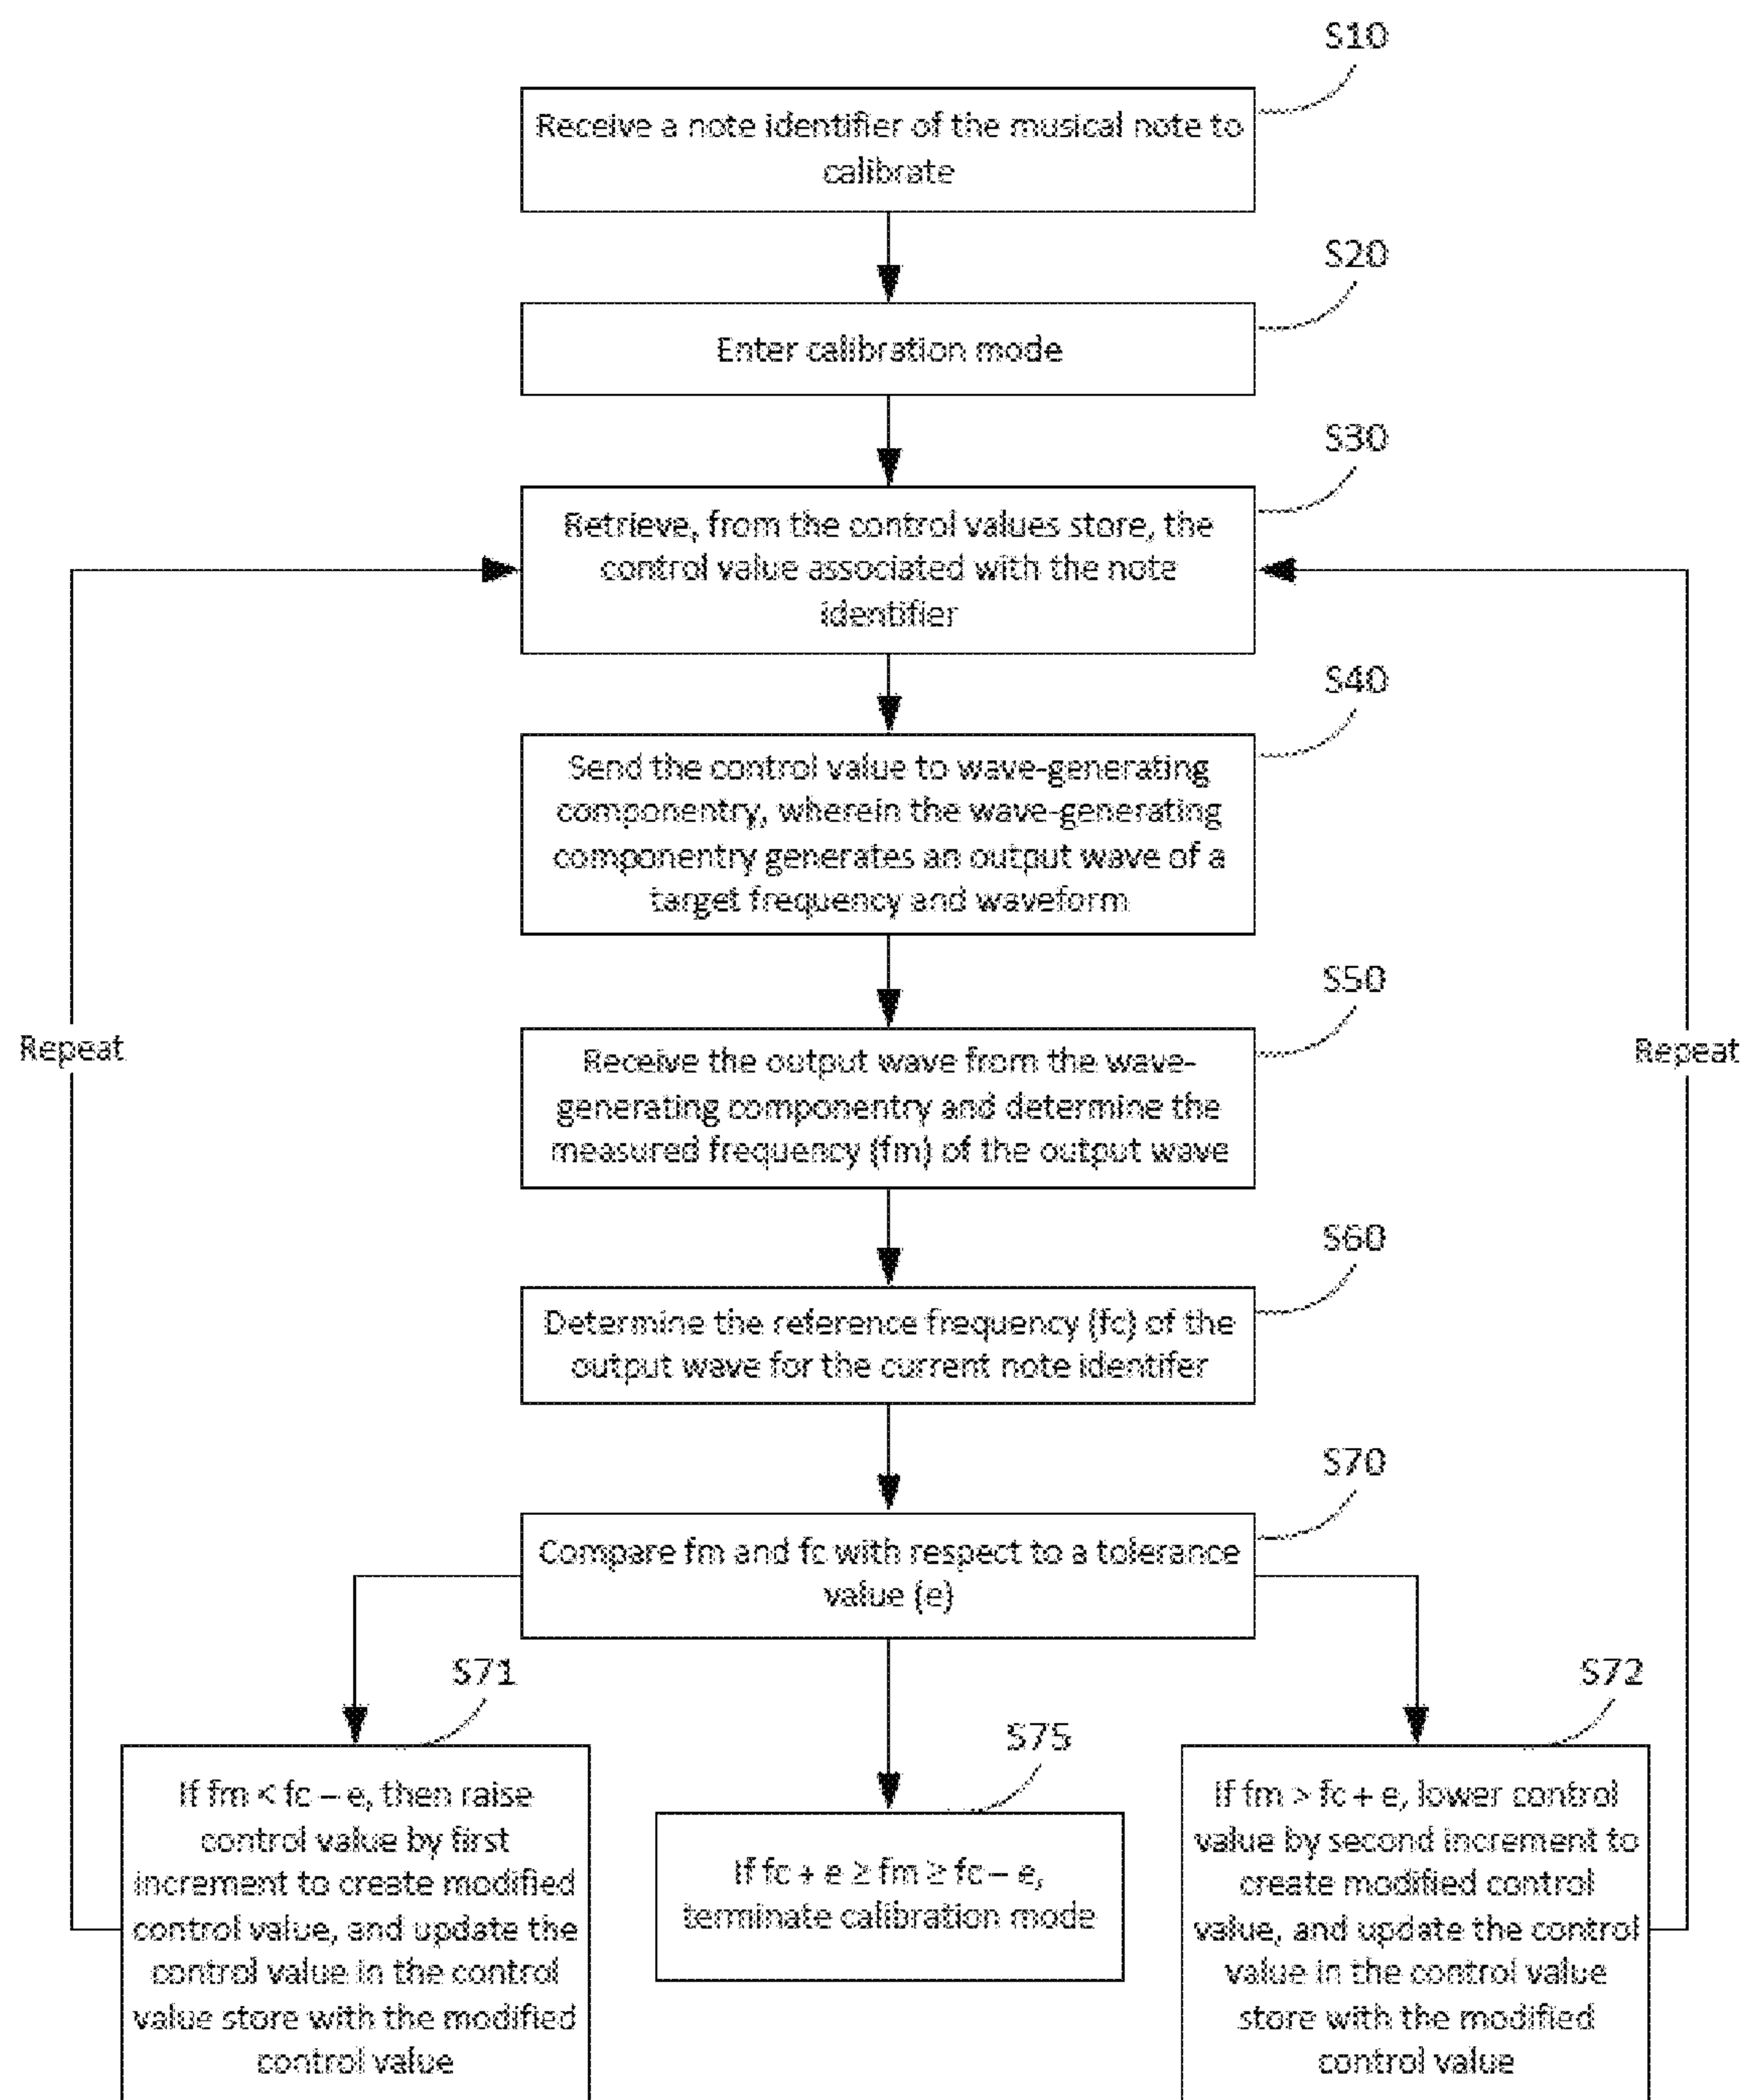 S10
Receive a note identifier of the musical note to
calibrate
S20
Enter calibration mode
S30
Retrieve, from the control values store, the
control value associated with the note
identifier
S40
Send the control value to wave-generating
componentry, wherein the wave-generating
componentry generates an output wave of a
target frequency and waveform
S50
Receive the output wave from the wave-
generating componentry and determine the
measured frequency (fm) of the output wave
Repeat
Repeat
S60
Determine the reference frequency (fc) of the
output wave for the current note identifer
S70
Compare fm and fc with respect to a tolerance
value (e)
S71
If fm < fc – e, then raise
control value by first
increment to create modified
control value, and update the
control value in the control
value store with the modified
control value
S75
If fc + e ≥ fm ≥ fc – e,
terminate calibration mode
S72
If fm > fc + e, lower control
value by second increment to
create modified control
value, and update the control
value in the control value
store with the modified
control value